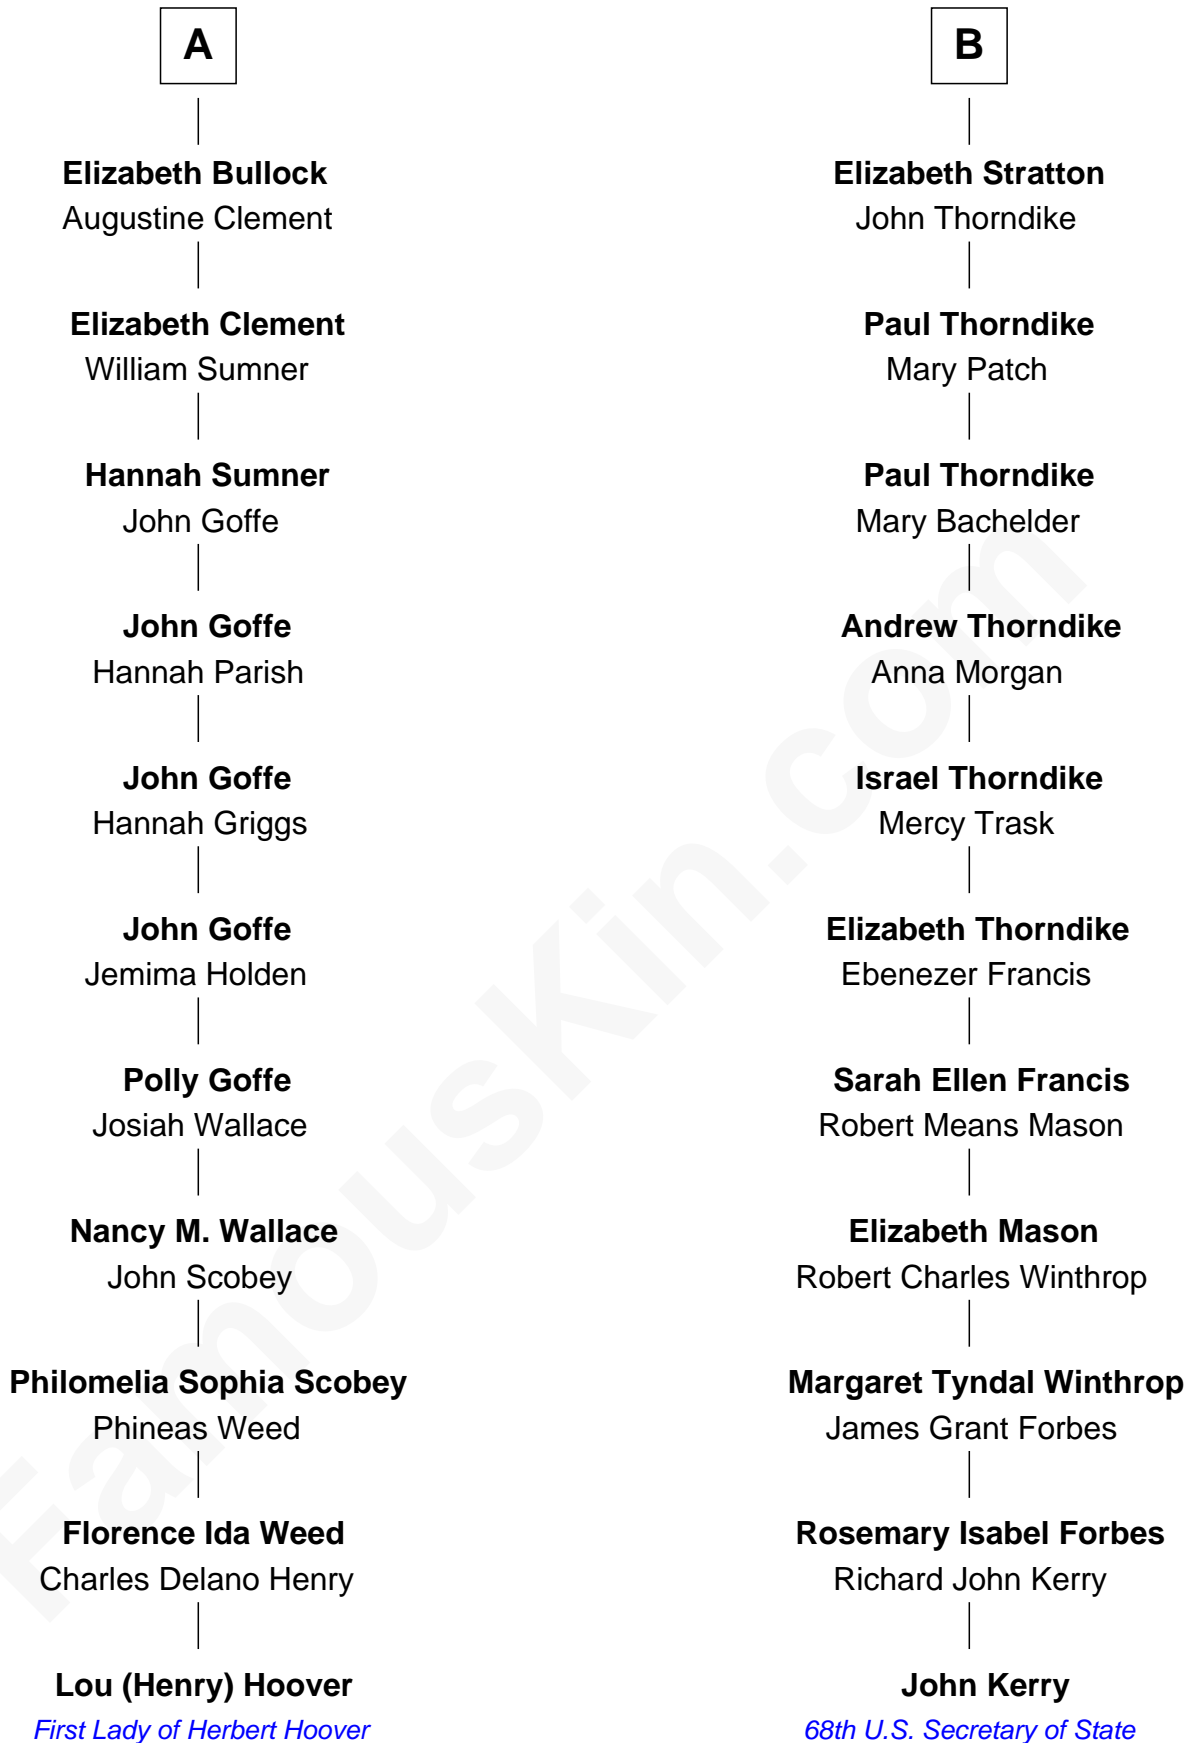 A
Elizabeth Bullock
Augustine Clement
Elizabeth Clement
William Sumner
Hannah Sumner
John Goffe
John Goffe
Hannah Parish
John Goffe
Hannah Griggs
John Goffe
Jemima Holden
Polly Goffe
Josiah Wallace
Nancy M. Wallace
John Scobey
Philomelia Sophia Scobey
Phineas Weed
Florence Ida Weed
Charles Delano Henry
Lou (Henry) Hoover
First Lady of Herbert Hoover
B
Elizabeth Stratton
John Thorndike
Paul Thorndike
Mary Patch
Paul Thorndike
Mary Bachelder
Andrew Thorndike
Anna Morgan
Israel Thorndike
Mercy Trask
Elizabeth Thorndike
Ebenezer Francis
Sarah Ellen Francis
Robert Means Mason
Elizabeth Mason
Robert Charles Winthrop
Margaret Tyndal Winthrop
James Grant Forbes
Rosemary Isabel Forbes
Richard John Kerry
John Kerry
68th U.S. Secretary of State
FamousKin.com